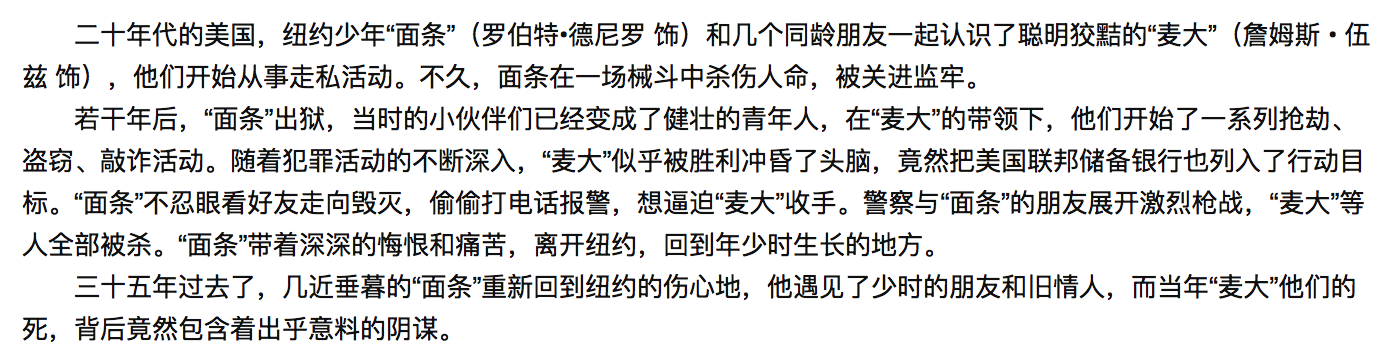 二十年代的美国，纽约少年“面条”（罗伯特•德尼罗 饰）和几个同龄朋友一起认识了聪明狡黠的“麦大”（詹姆斯・伍
兹 饰），他们开始从事走私活动。不久，面条在一场械斗中杀伤人命，被关进监牢。
若干年后，“面条”出狱，当时的小伙伴们已经变成了健壮的青年人，在“麦大”的带领下，他们开始了一系列抢劫、
盗窃、敲诈活动。随着犯罪活动的不断深入，“麦大”似乎被胜利冲昏了头脑，竟然把美国联邦储备银行也列入了行动目
标。“面条”不忍眼看好友走向毁灭，偷偷打电话报警，想逼迫“麦大”收手。警察与“面条”的朋友展开激烈枪战，“麦大”等
人全部被杀。“面条”带着深深的悔恨和痛苦，离开纽约，回到年少时生长的地方。
三十五年过去了，几近垂暮的“面条”重新回到纽约的伤心地，他遇见了少时的朋友和旧情人，而当年“麦大”他们的
死，背后竟然包含着出乎意料的阴谋。